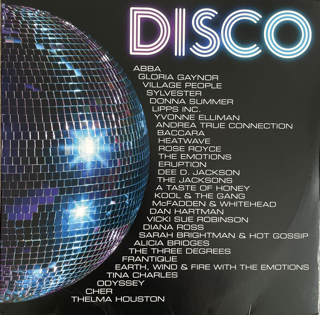 DISCO
ABBA
GLORIA GAYNOR
VILLAGE PEOPLE
SYLVESTER
DONNA SUMMER
LIPPS INC.
YVONNE ELLIMAN
ANDREA TRUE CONNECTION
BACCARA
HEATWAVE
ROSE ROYCE
THE EMOTIONS
ERUPTION
DEE D. JACKSON
THE JACKSONS
A TASTE OF HONEY
KOOL & THE GANG
McFADDEN & WHITEHEAD
DAN HARTMAN
VICKI SUE ROBINSON
DIANA ROSS
SARAH BRIGHTMAN & HOT GOSSIP
ALICIA BRIDGES
THE THREE DEGREES
FRANTIQUE
EARTH, WIND & FIRE WITH THE EMOTIONS
TINA CHARLES
ODYSSEY
CHER
THELMA HOUSTON